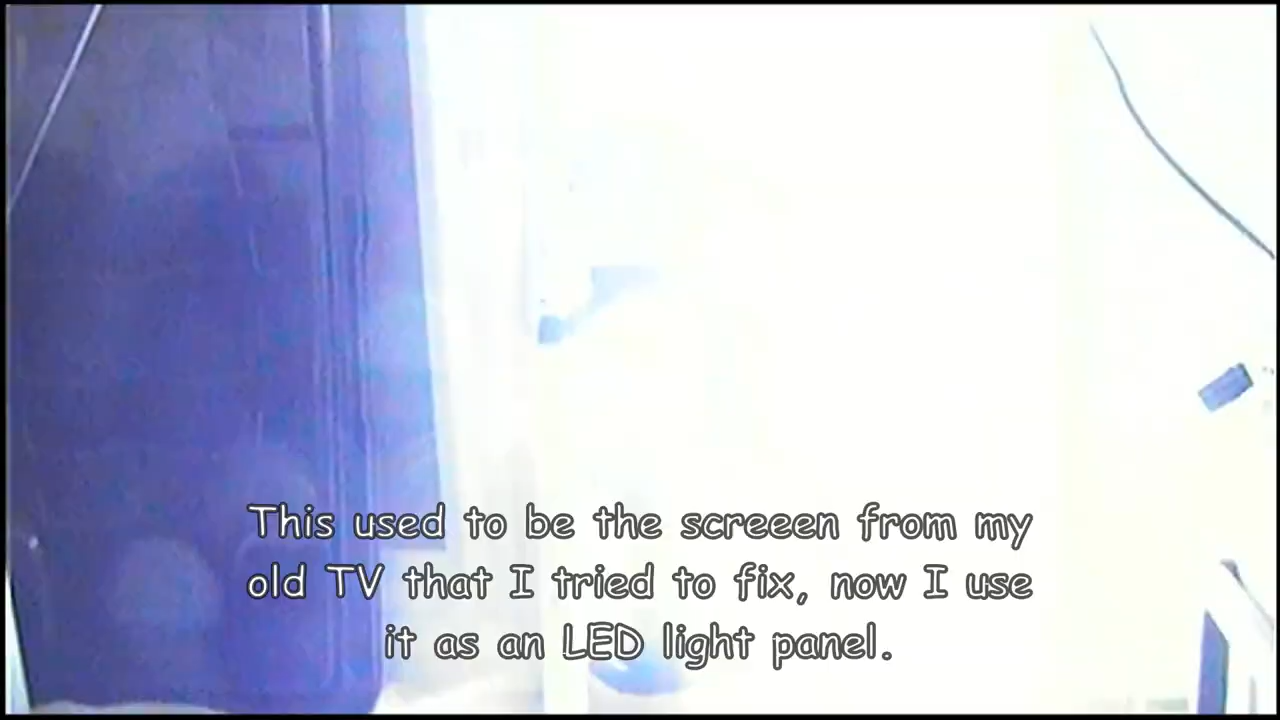 This used to be the screeen from my
old TV that I tried to fix, now I use
it as an LED light panel.